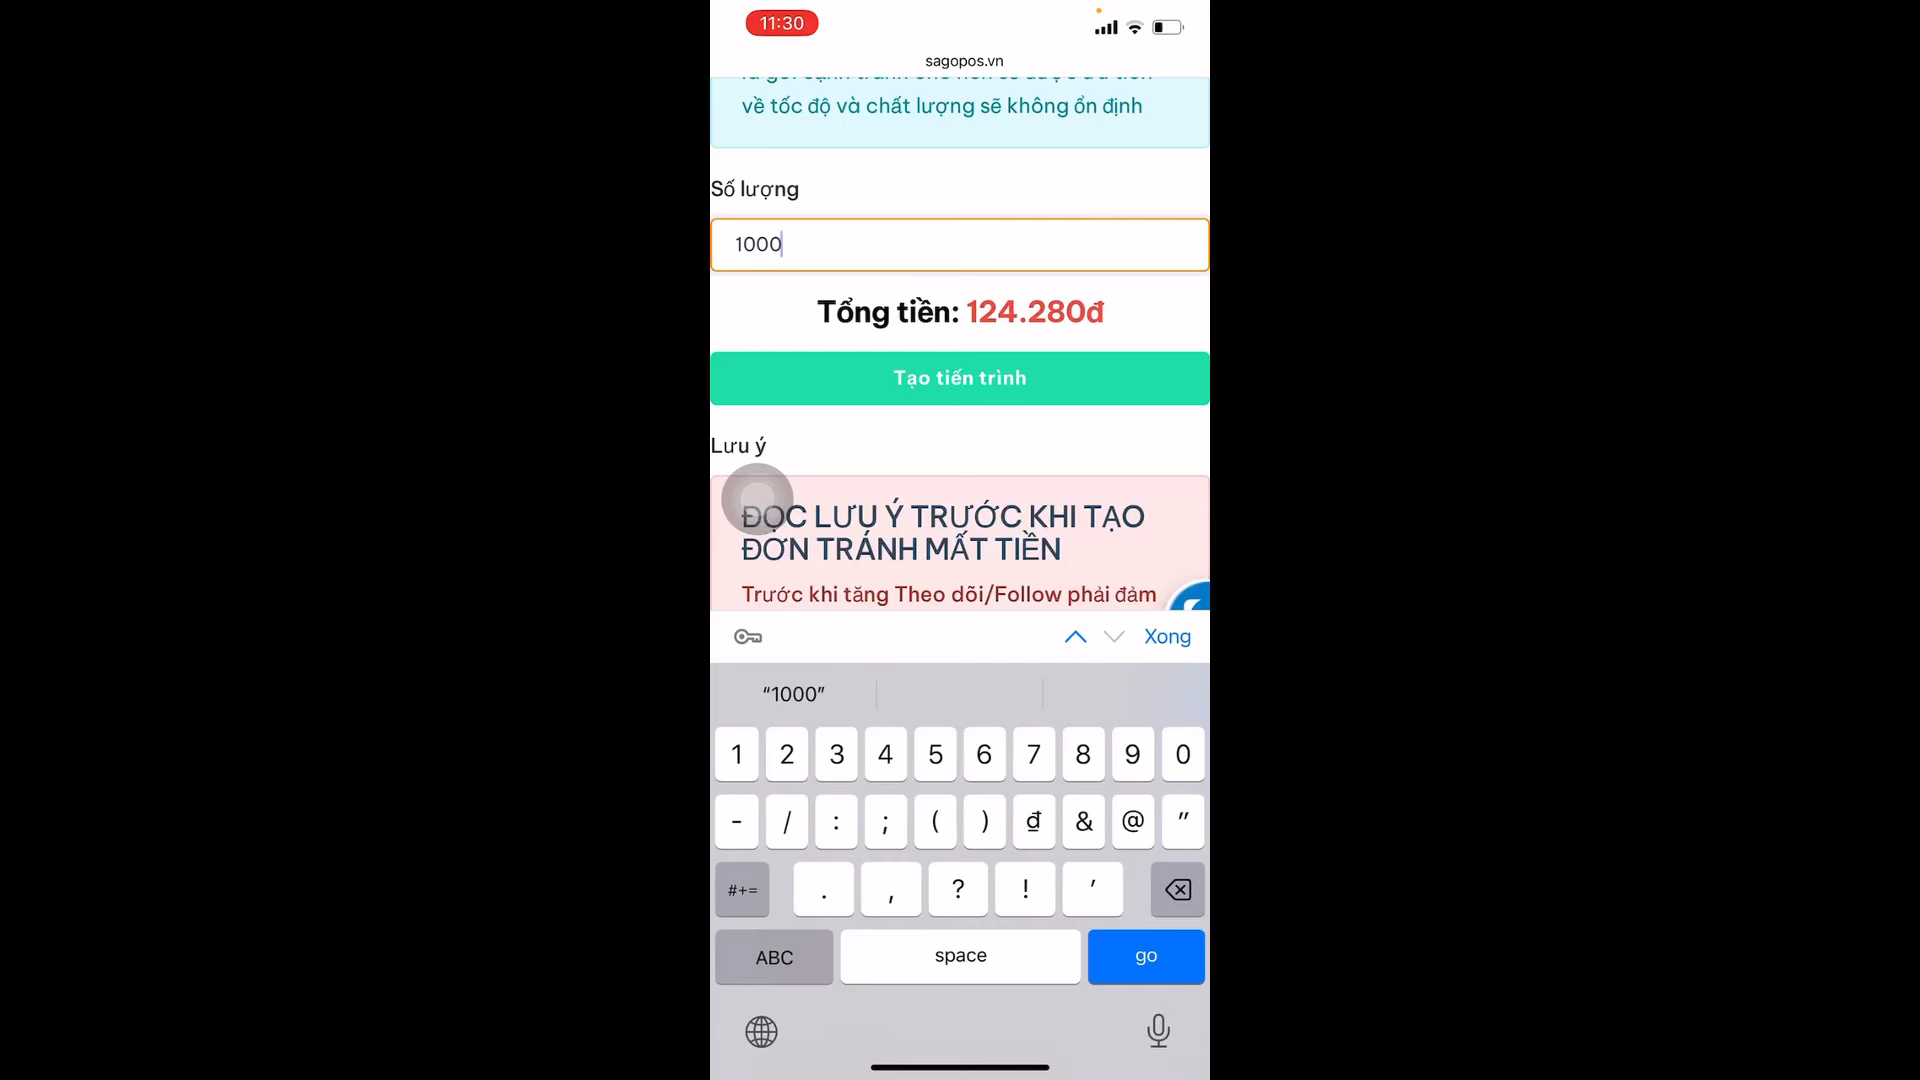 11:30
sagopos.vn
về tốc độ và chất lượng sẽ không ổn định
Số lượng
1000
Tổng tiền: 124.280đ
Tạo tiến trình
Lưu ý
ĐỌC LƯU Ý TRƯỚC KHI TẠO
ĐƠN TRÁNH MẤT TIỀN
Trước khi tăng Theo dõi/Follow phải đảm
Xong
“1000”
1 2 3 4 5 6 7 8 9 0
- / : ; ( ) ₫ & @ "
#+= . , ? ! '
ABC space go